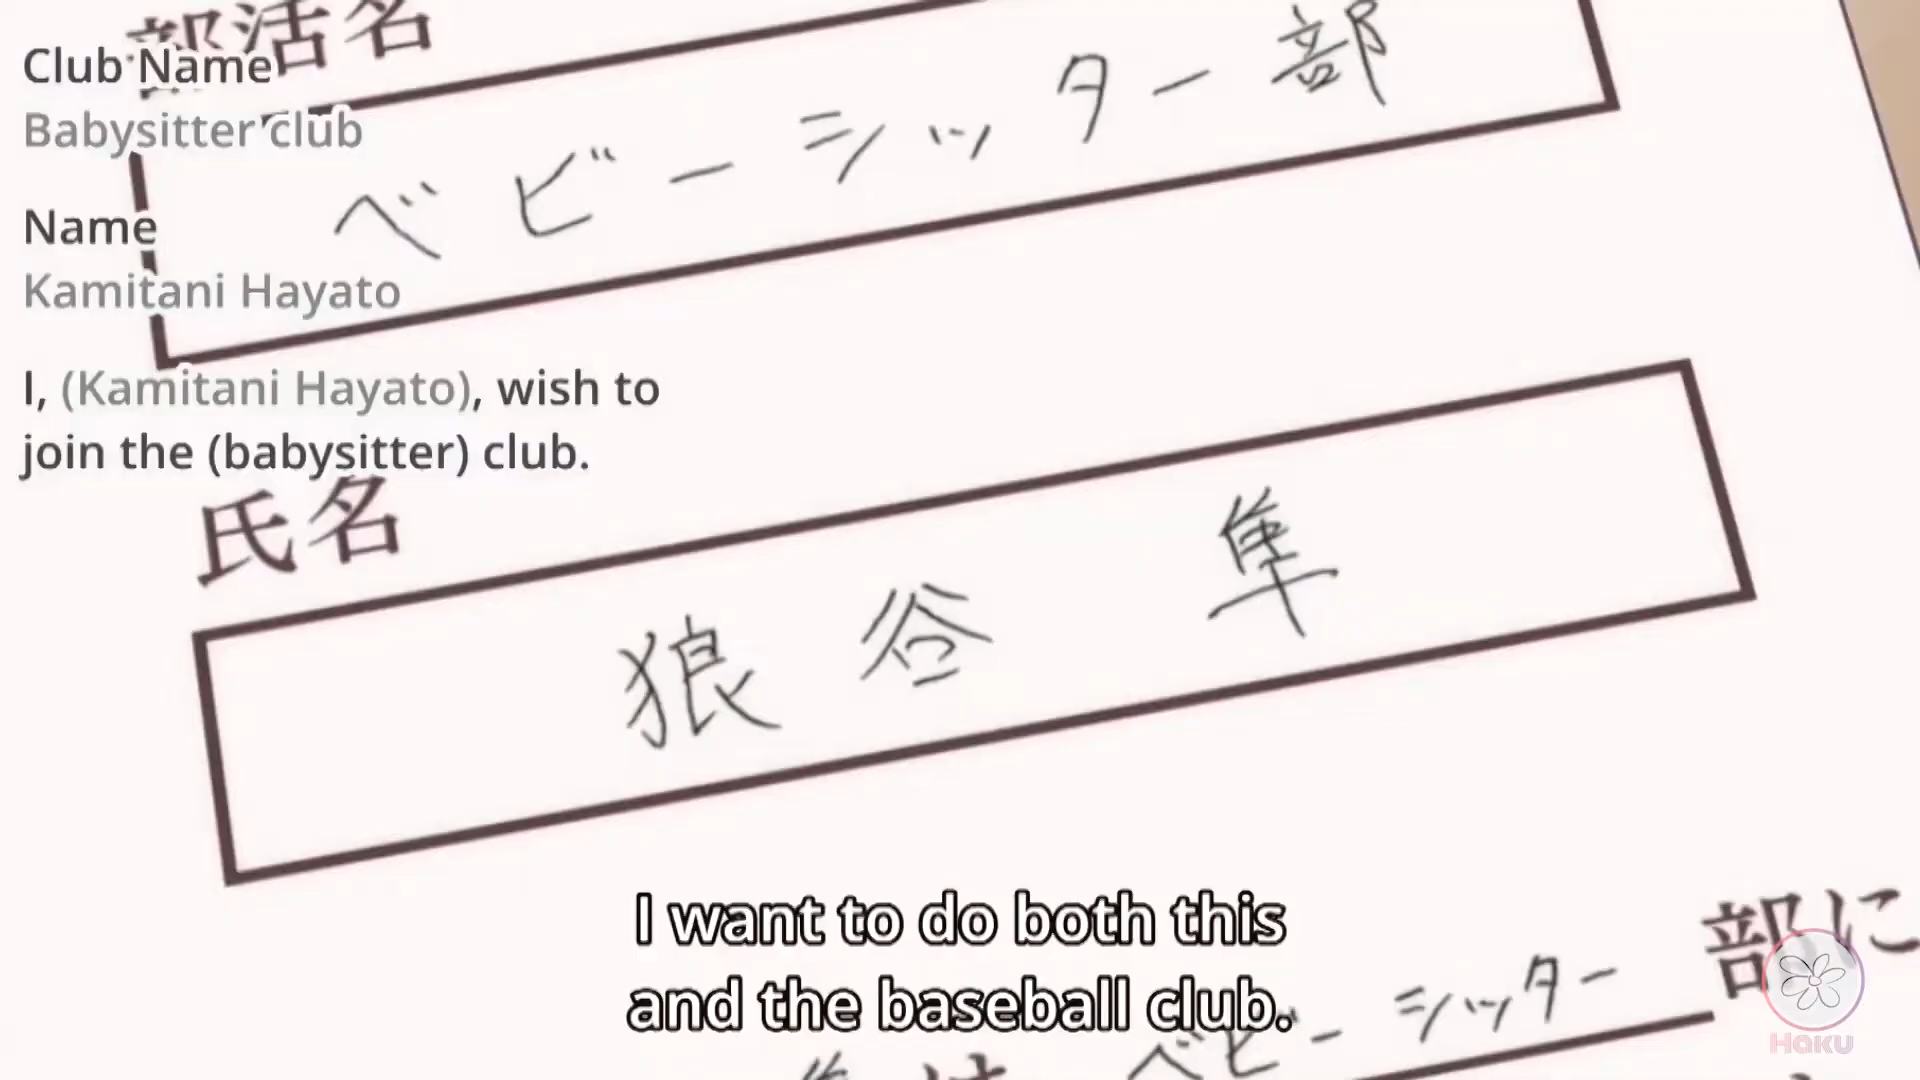 部活名
Club Name
Babysitter club
ベビーシッター部
Name
Kamitani Hayato
I, (Kamitani Hayato), wish to
join the (babysitter) club.
氏名
狼谷 隼
I want to do both this
and the baseball club.
ベビーシッター 部に
Haku